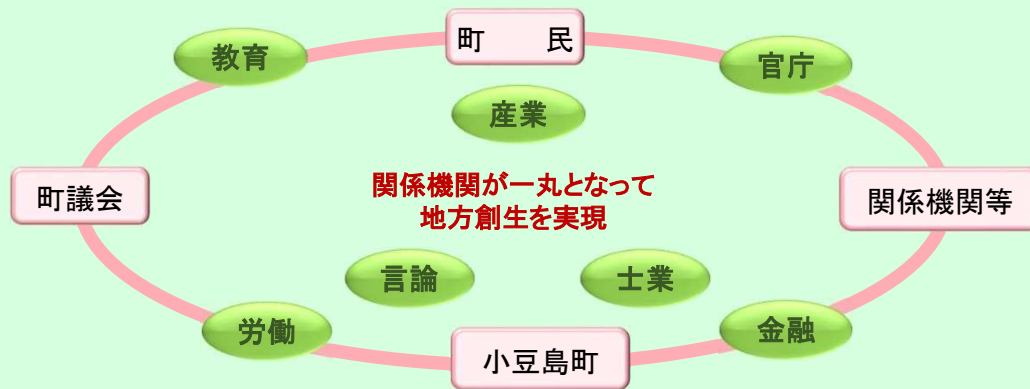 町　　民
教育
官庁
産業
町議会
関係機関が一丸となって
地方創生を実現
関係機関等
言論
士業
労働
金融
小豆島町